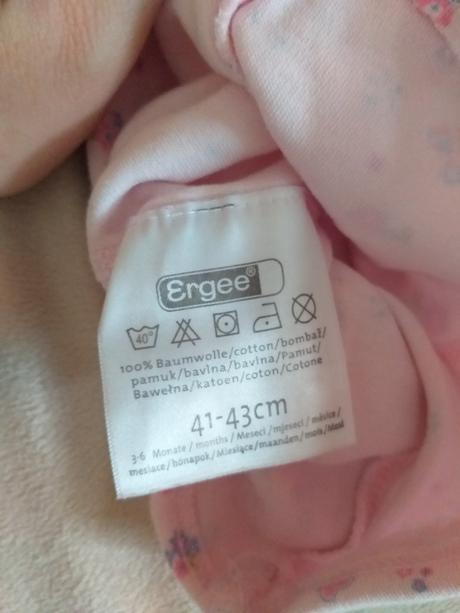 Ergee®
40°
100% Baumwolle/cotton/bombaž/
pamuk/bavlna/bavlna/Pamut/
Bawełna/katoen/coton/Cotone
41-43cm
3-6 Monate / months / Meseci / mjeseci / měsíce /
mesiace/hónapok/Miesiące/maanden/mois/Mesi